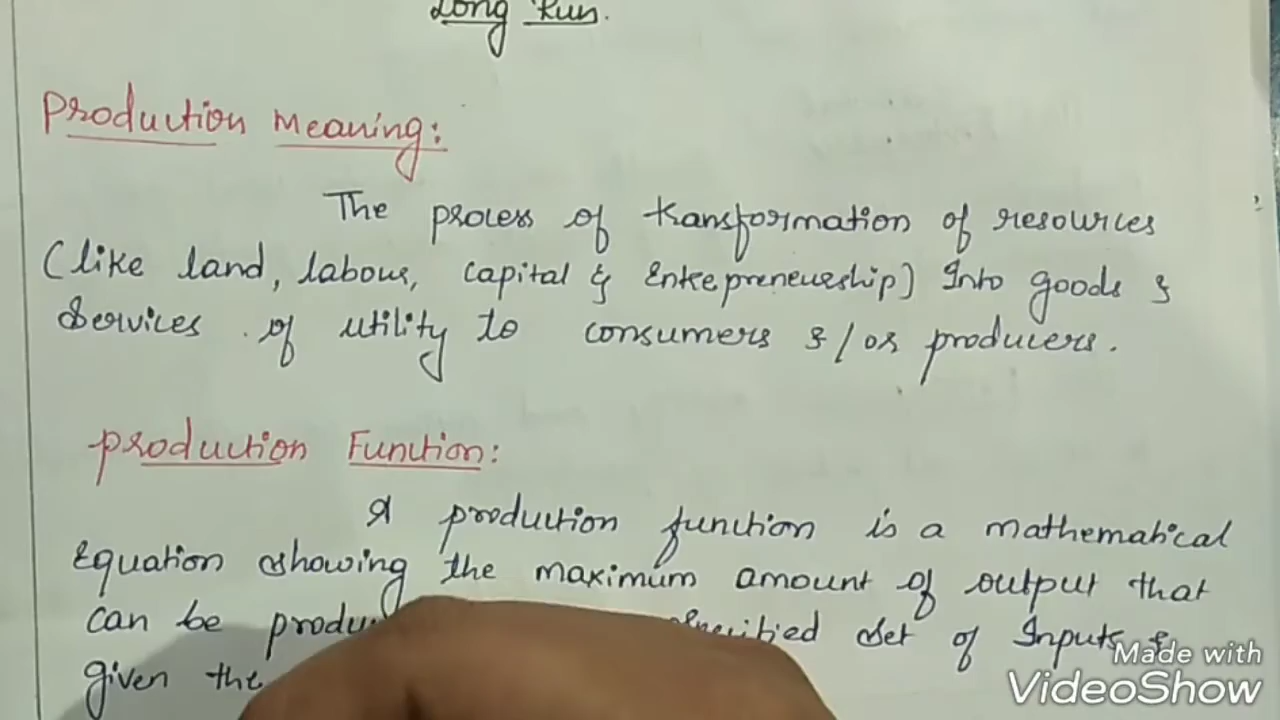 Long Run.
Production Meaning:
The process of transformation of resources
(like land, labour, capital & Entrepreneurship) Into goods &
Services of utility to consumers &/or producers.
production Function:
A production function is a mathematical
Equation showing the maximum amount of output that
can be specified set of Inputs &
given the
Made with
VideoShow